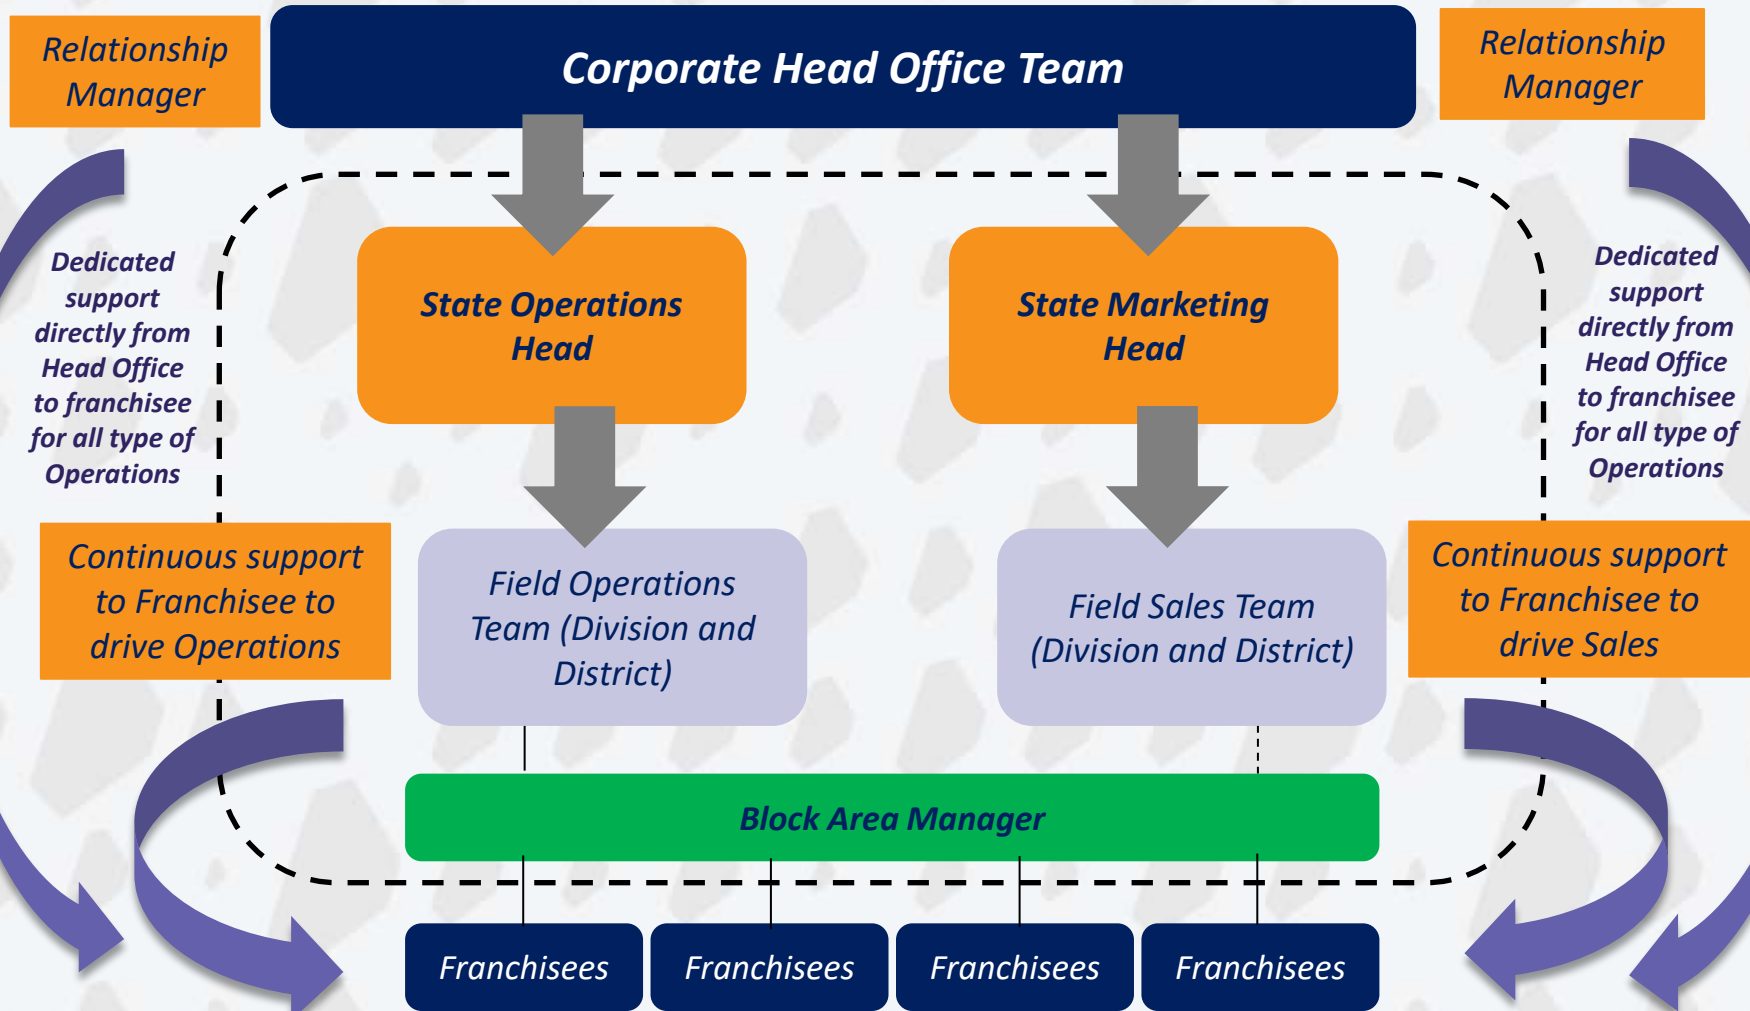 Relationship
Manager
Corporate Head Office Team
Relationship
Manager
Dedicated
support
directly from
Head Office
to franchisee
for all type of
Operations
State Operations
Head
State Marketing
Head
Dedicated
support
directly from
Head Office
to franchisee
for all type of
Operations
Continuous support
to Franchisee to
drive Operations
Field Operations
Team (Division and
District)
Field Sales Team
(Division and District)
Continuous support
to Franchisee to
drive Sales
Block Area Manager
Franchisees
Franchisees
Franchisees
Franchisees